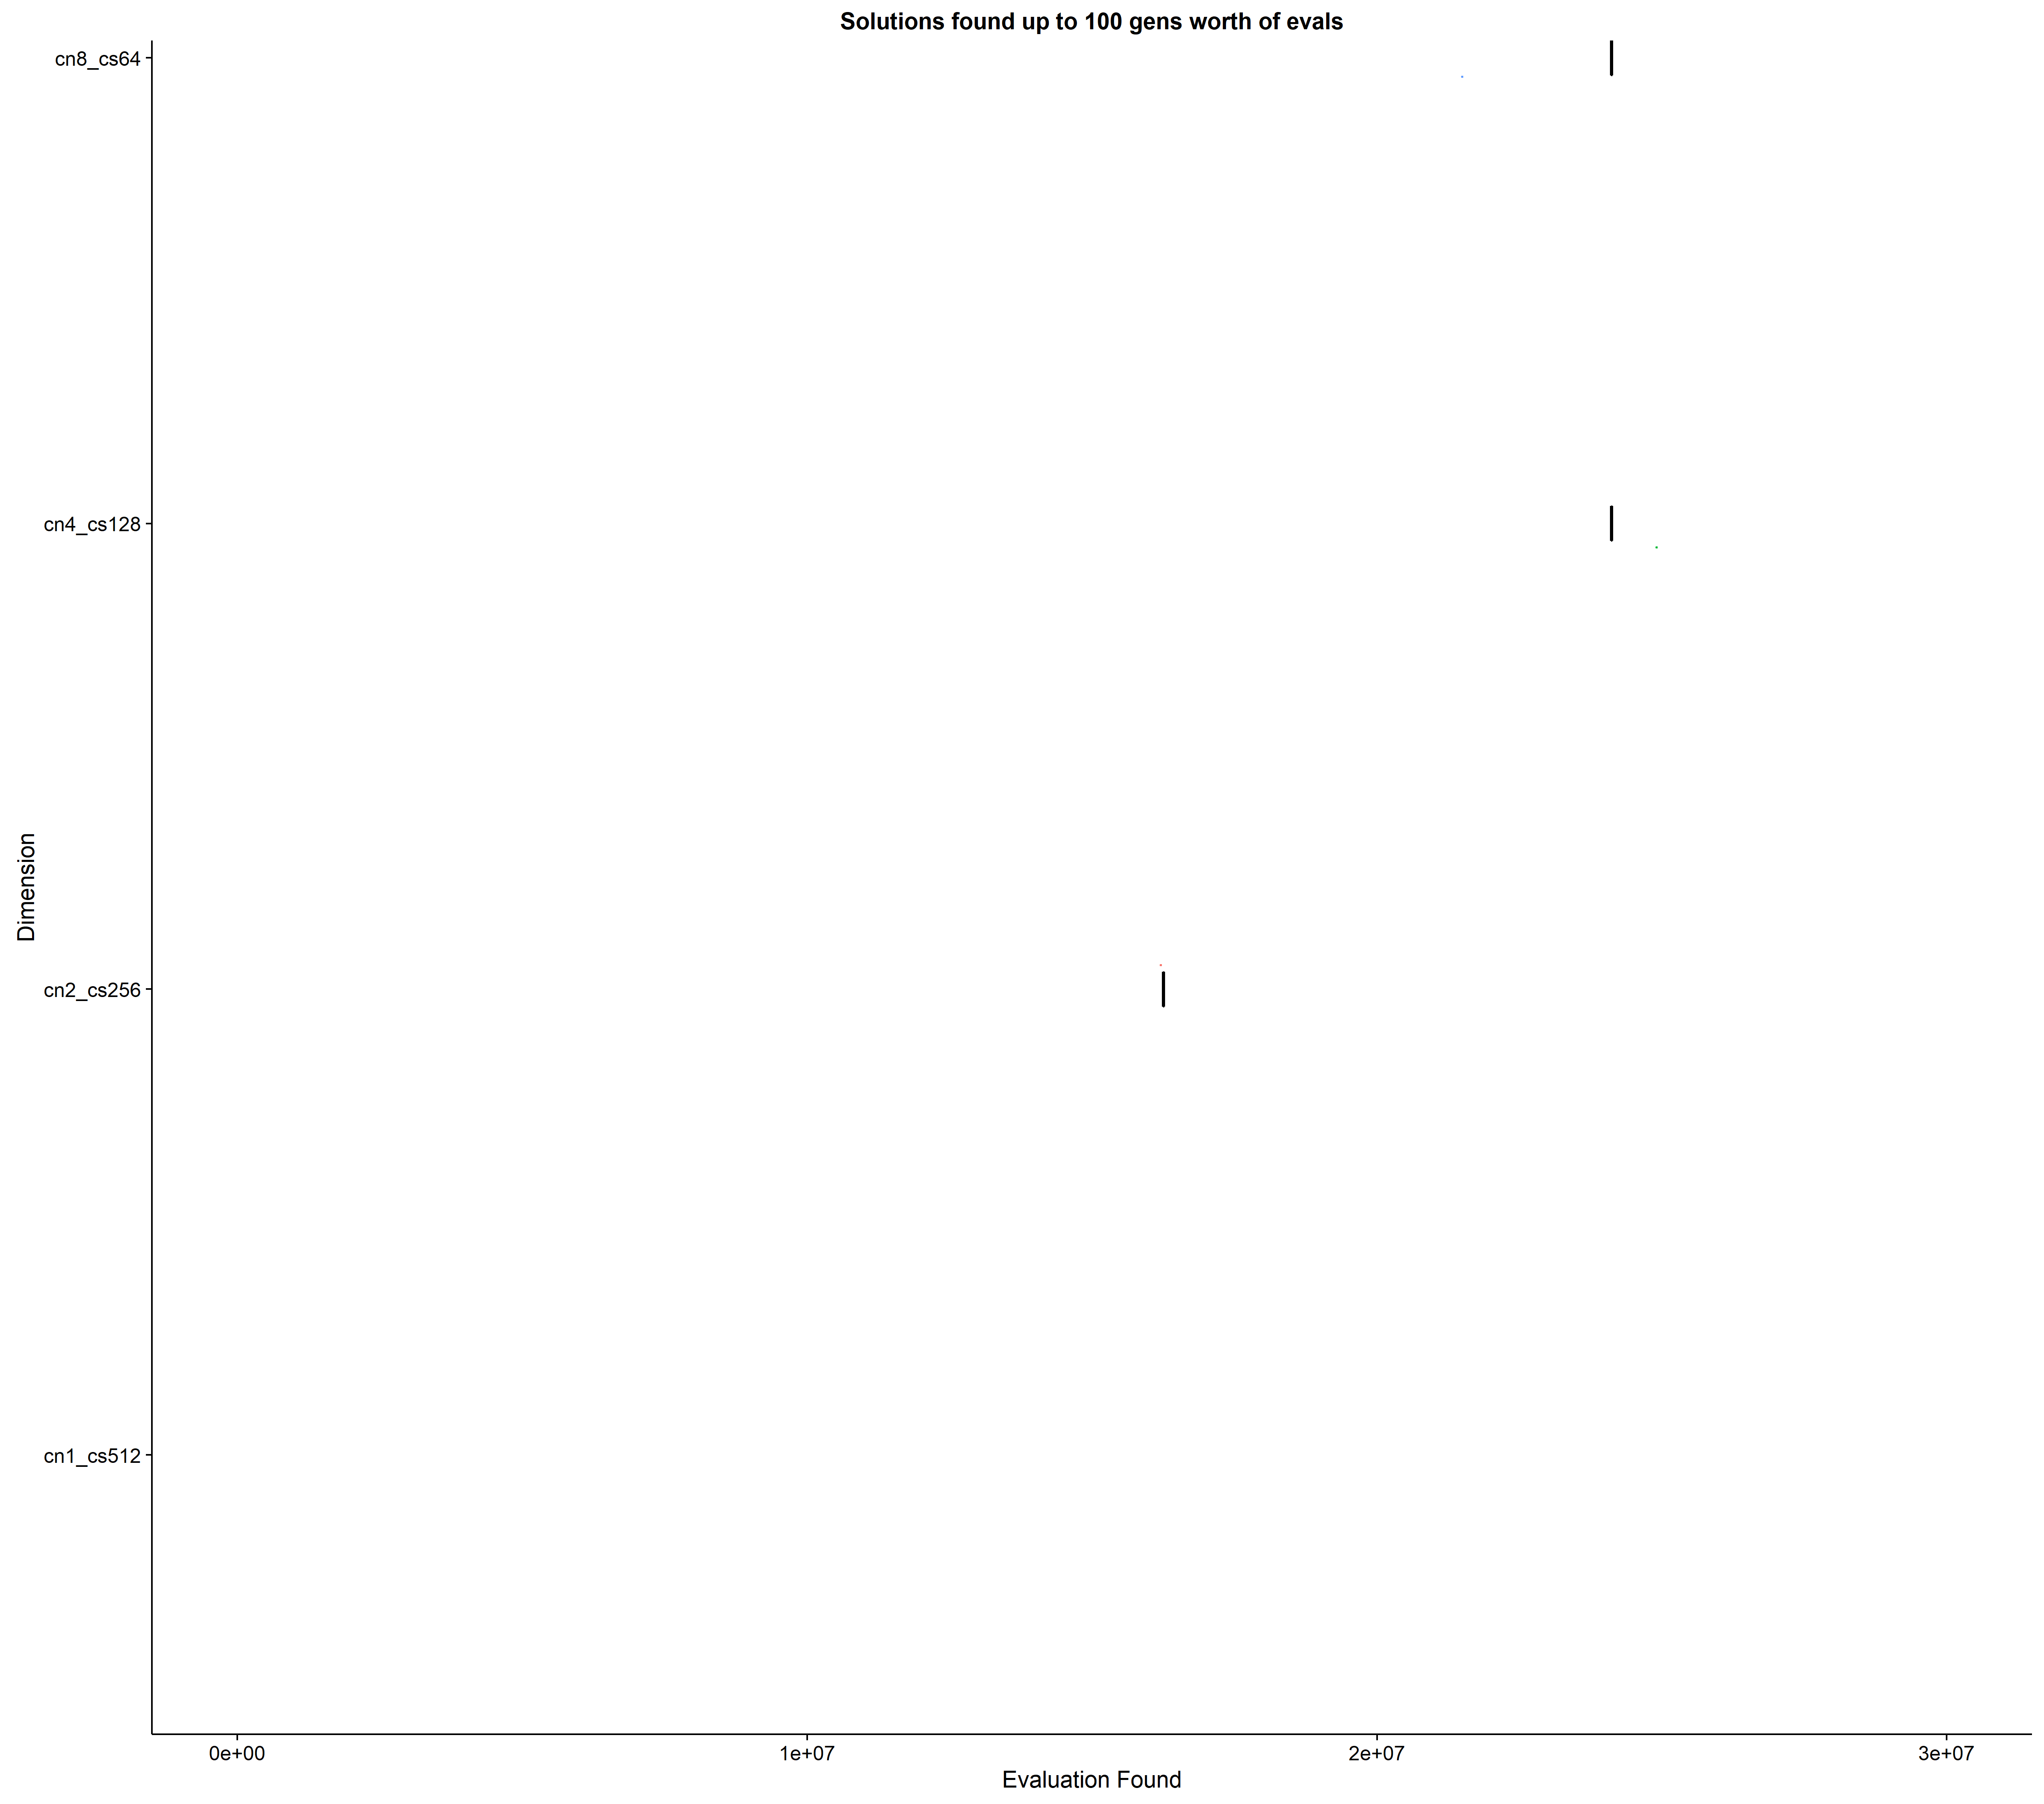 Solutions found up to 100 gens worth of evals
cn8_cs64
cn4_cs128
Dimension
cn2_cs256
cn1_cs512
0e+00 1e+07 2e+07 3e+07
Evaluation Found